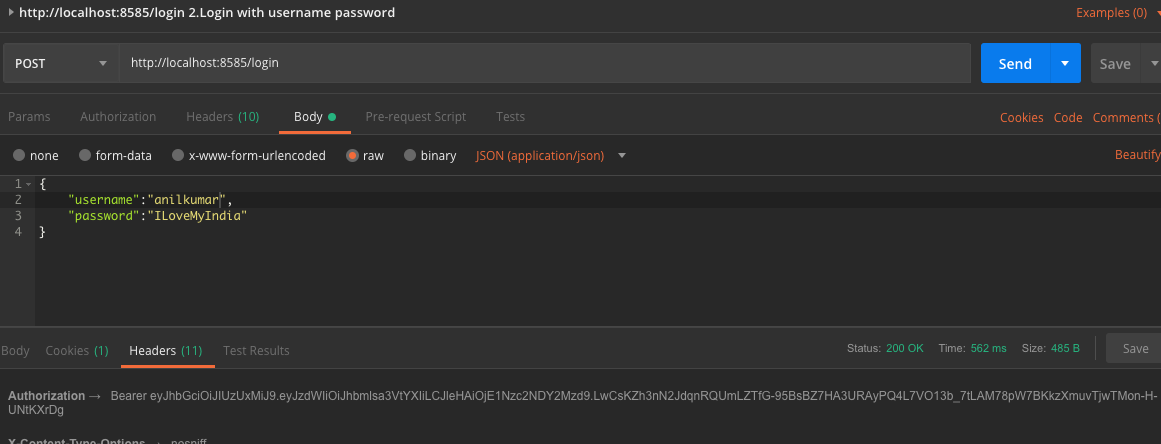 http://localhost:8585/login 2.Login with username password
Examples (0)
POST
http://localhost:8585/login
Send
Save
Params Authorization Headers (10) Body Pre-request Script Tests
Cookies Code Comments (
none form-data x-www-form-urlencoded raw binary JSON (application/json)
Beautify
1 {
2 "username":"anilkumar",
3 "password":"ILoveMyIndia"
4 }
Body Cookies (1) Headers (11) Test Results
Status: 200 OK Time: 562 ms Size: 485 B
Save
Authorization → Bearer eyJhbGciOiJIUzUxMiJ9.eyJzdWIiOiJhbmlsa3VtYXIiLCJleHAiOjE1Nzc2NDY2Mzd9.LwCsKZh3nN2JdqnRQUmLZTfG-95BsBZ7HA3URAyPQ4L7VO13b_7tLAM78pW7BKkzXmuvTjwTMon-H-
UNtKXrDg
X-Content-Type-Options → nosniff